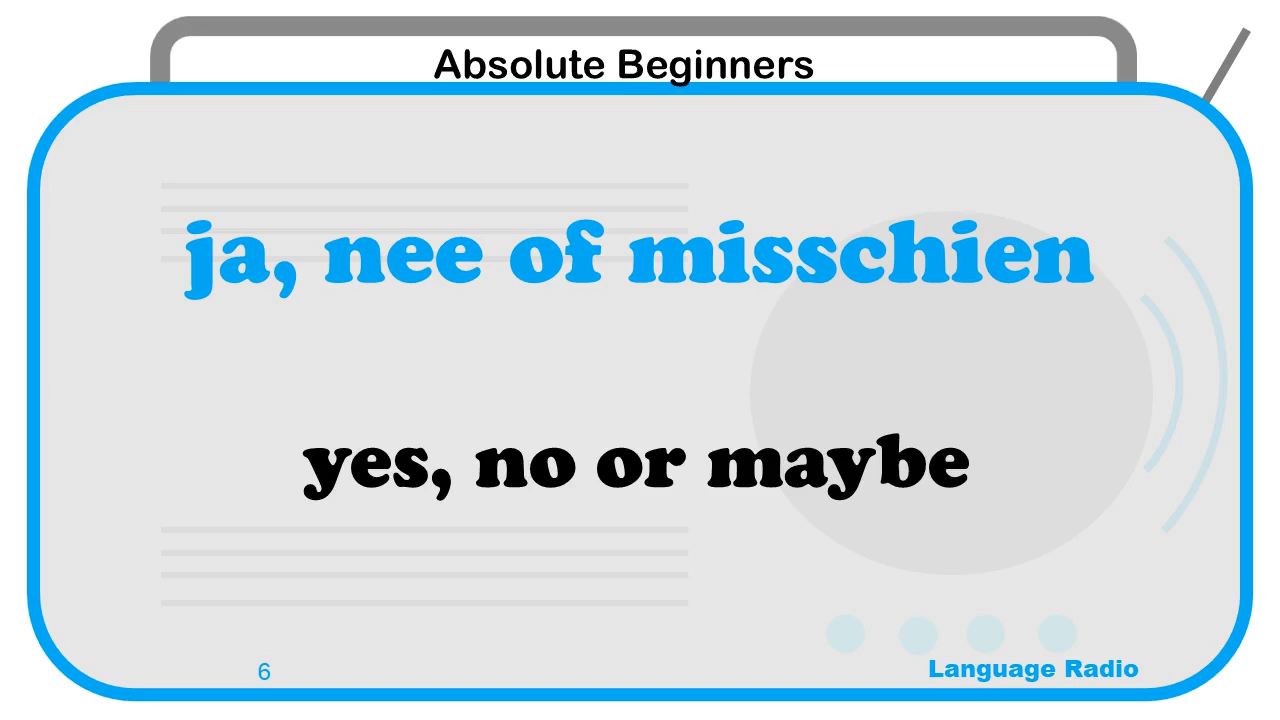 Absolute Beginners
ja, nee of misschien
yes, no or maybe
6
Language Radio